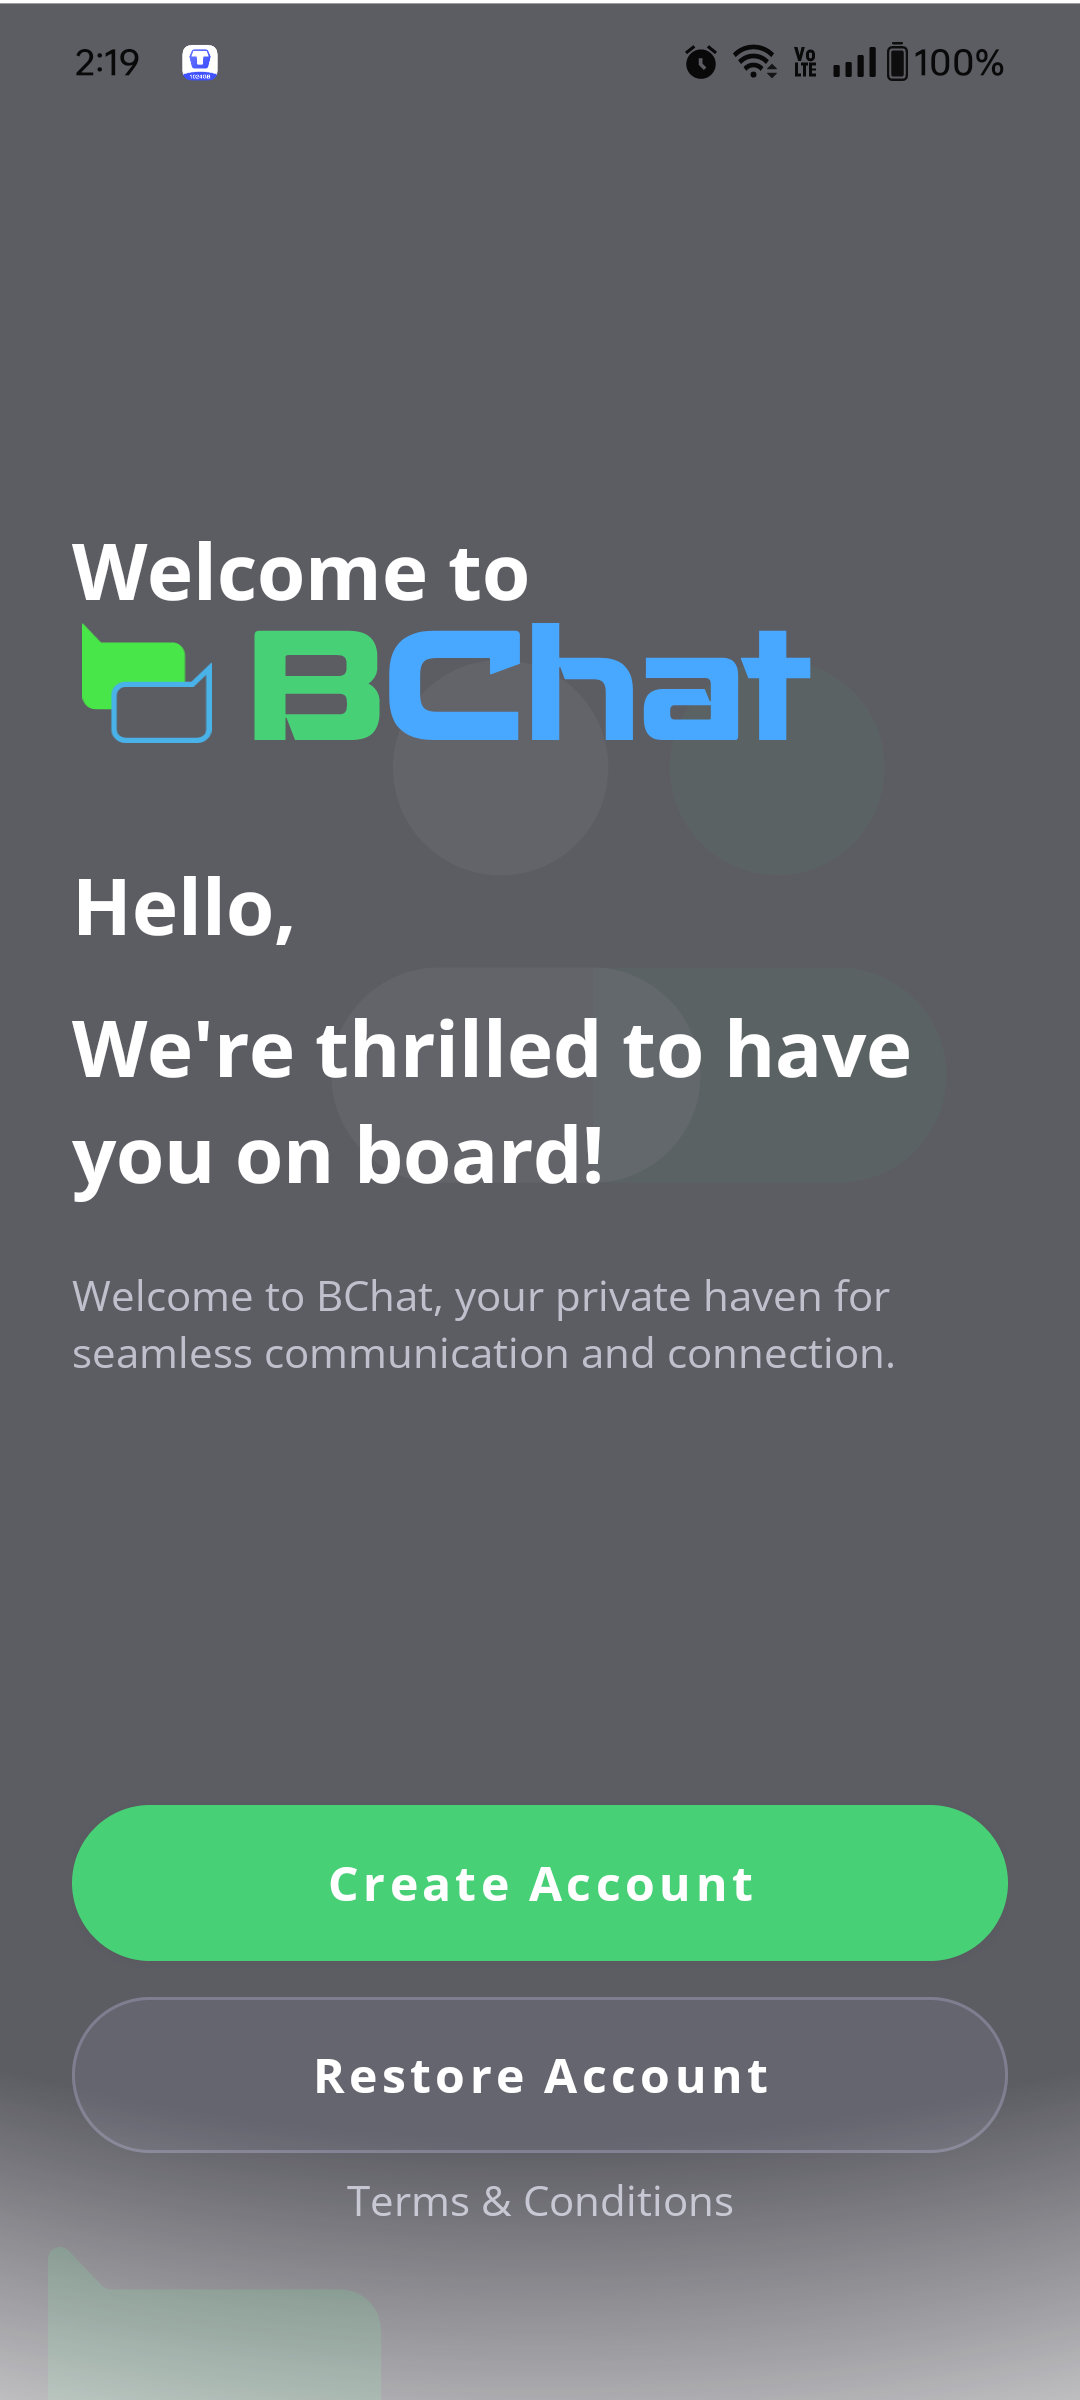 2:19
Vo LTE
100%
Welcome to
BChat
Hello,
We're thrilled to have
you on board!
Welcome to BChat, your private haven for
seamless communication and connection.
Create Account
Restore Account
Terms & Conditions